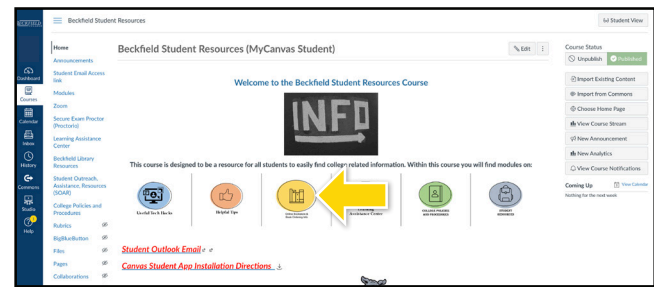 BECKFIELD
Beckfield Student Resources
Student View
Dashboard
Courses
Calendar
Inbox
History
Commons
Studio
Help
Home
Announcements
Student Email Access
link
Modules
Zoom
Secure Exam Proctor
(Proctorio)
Learning Assistance
Center
Beckfield Library
Resources
Student Outreach,
Assistance, Resources
(SOAR)
College Policies and
Procedures
Rubrics
BigBlueButton
Files
Pages
Collaborations
Beckfield Student Resources (MyCanvas Student)
Edit
Welcome to the Beckfield Student Resources Course
INFO
This course is designed to be a resource for all students to easily find college related information. Within this course you will find modules on:
Useful Tech Hacks
Helpful Tips
Assistance Center
COLLEGE POLICIES
AND PROCEDURES
STUDENT
RESOURCES
Student Outlook Email
Canvas Student App Installation Directions
Course Status
Unpublish
Published
Import Existing Content
Import from Commons
Choose Home Page
View Course Stream
New Announcement
New Analytics
View Course Notifications
Coming Up
View Calendar
Nothing for the next week